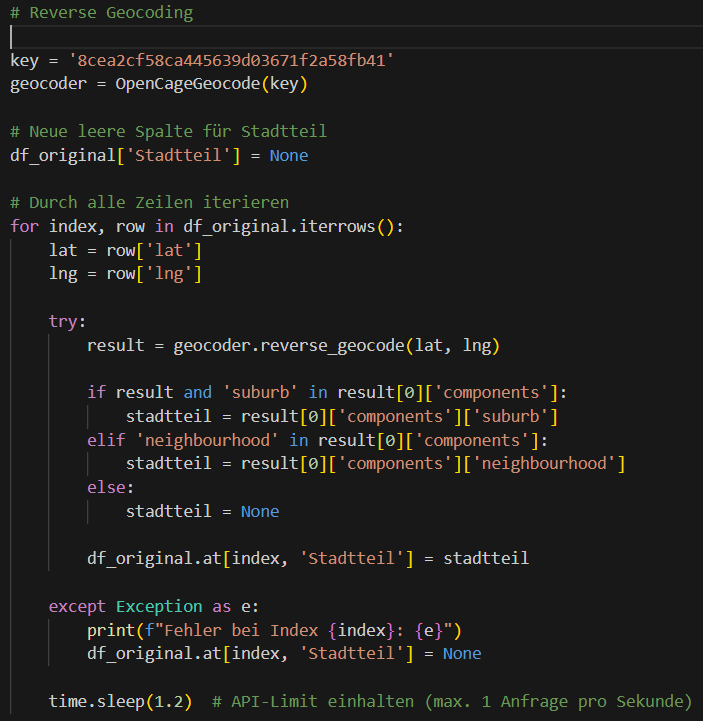 # Reverse Geocoding
key = '8cea2cf58ca445639d03671f2a58fb41'
geocoder = OpenCageGeocode(key)
# Neue leere Spalte für Stadtteil
df_original['Stadtteil'] = None
# Durch alle Zeilen iterieren
for index, row in df_original.iterrows():
    lat = row['lat']
    lng = row['lng']
    try:
        result = geocoder.reverse_geocode(lat, lng)
        if result and 'suburb' in result[0]['components']:
            stadtteil = result[0]['components']['suburb']
        elif 'neighbourhood' in result[0]['components']:
            stadtteil = result[0]['components']['neighbourhood']
        else:
            stadtteil = None
        df_original.at[index, 'Stadtteil'] = stadtteil
    except Exception as e:
        print(f"Fehler bei Index {index}: {e}")
        df_original.at[index, 'Stadtteil'] = None
    time.sleep(1.2)  # API-Limit einhalten (max. 1 Anfrage pro Sekunde)